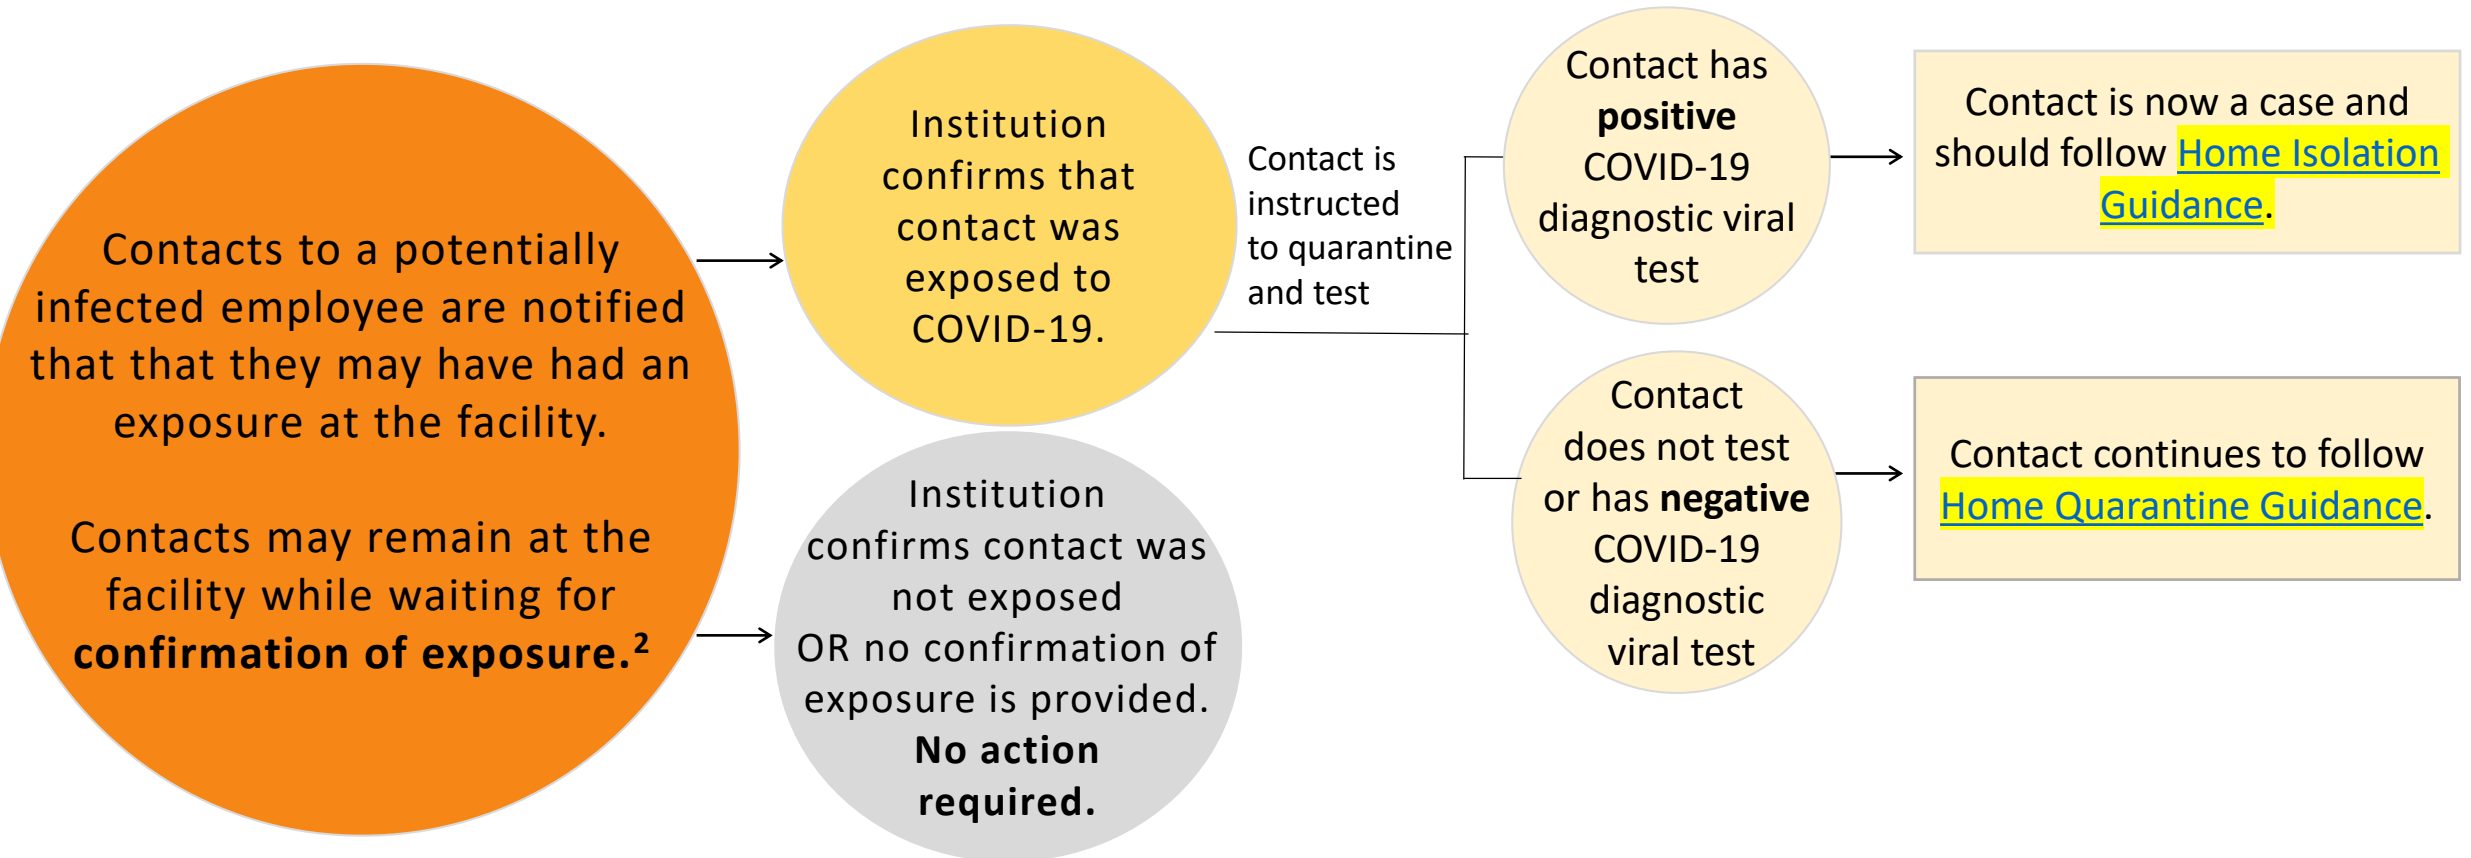 Contacts to a potentially
infected employee are notified
that that they may have had an
exposure at the facility.
Contacts may remain at the
facility while waiting for
confirmation of exposure.²
Institution
confirms that
contact was
exposed to
COVID-19.
Institution
confirms contact was
not exposed
OR no confirmation of
exposure is provided.
No action
required.
Contact is
instructed
to quarantine
and test
Contact has
positive
COVID-19
diagnostic viral
test
Contact is now a case and
should follow Home Isolation
Guidance.
Contact
does not test
or has negative
COVID-19
diagnostic
viral test
Contact continues to follow
Home Quarantine Guidance.